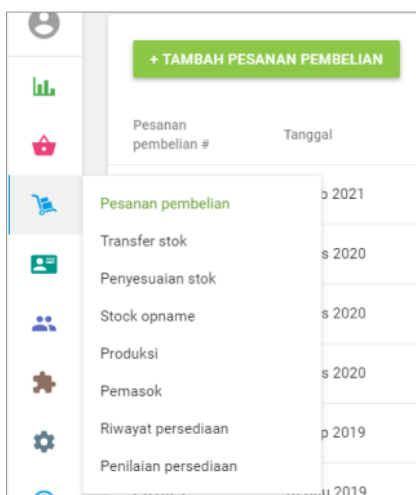 + TAMBAH PESANAN PEMBELIAN
Pesanan
pembelian #
Tanggal
2021
Pesanan pembelian
Transfer stok
2020
Penyesuaian stok
Stock opname
2020
Produksi
2020
Pemasok
Riwayat persediaan
2019
Penilaian persediaan
2019